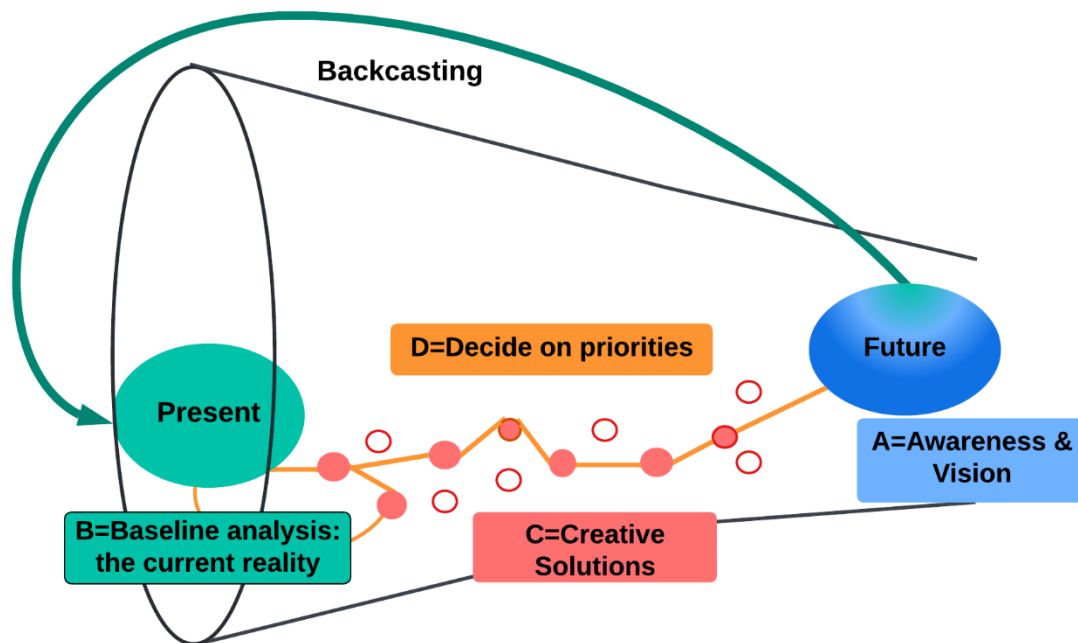 Backcasting
D=Decide on priorities
Future
Present
A=Awareness &
Vision
B=Baseline analysis:
the current reality
C=Creative
Solutions